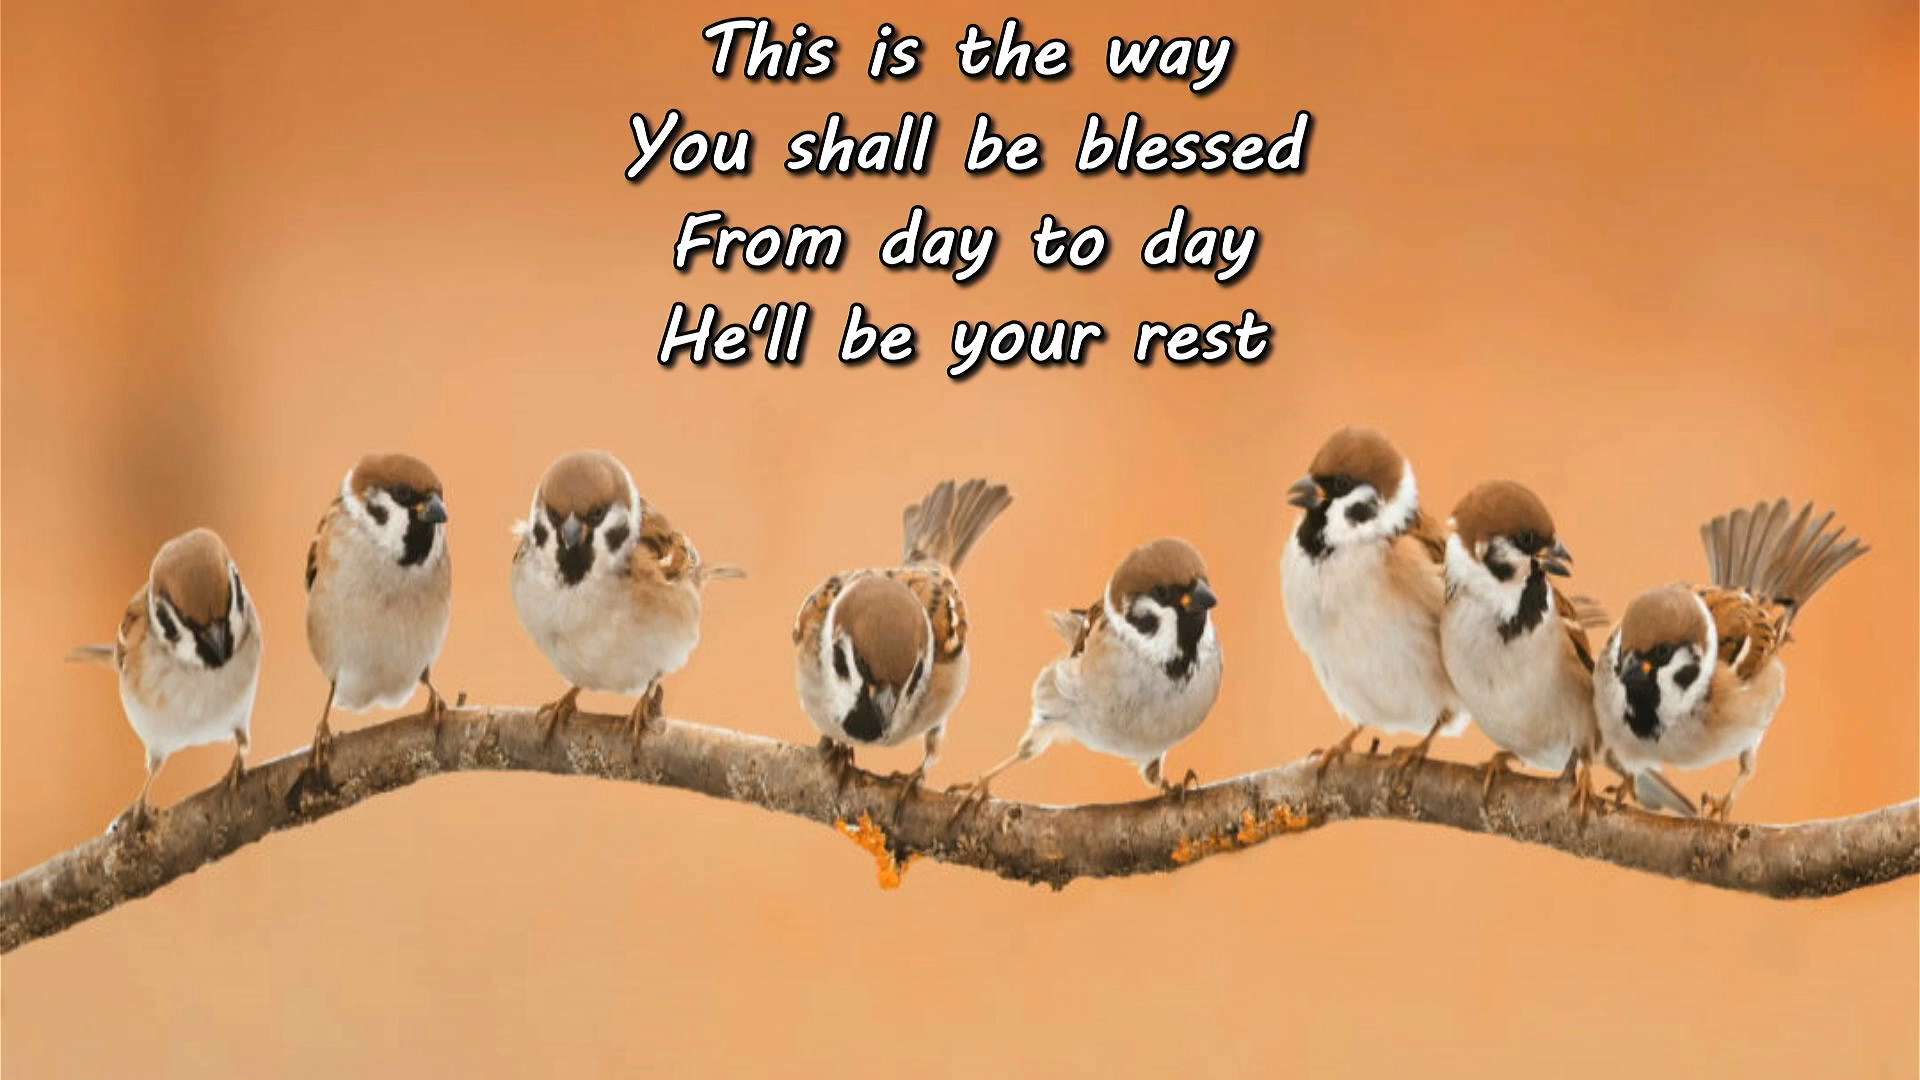 This is the way
You shall be blessed
From day to day
He'll be your rest